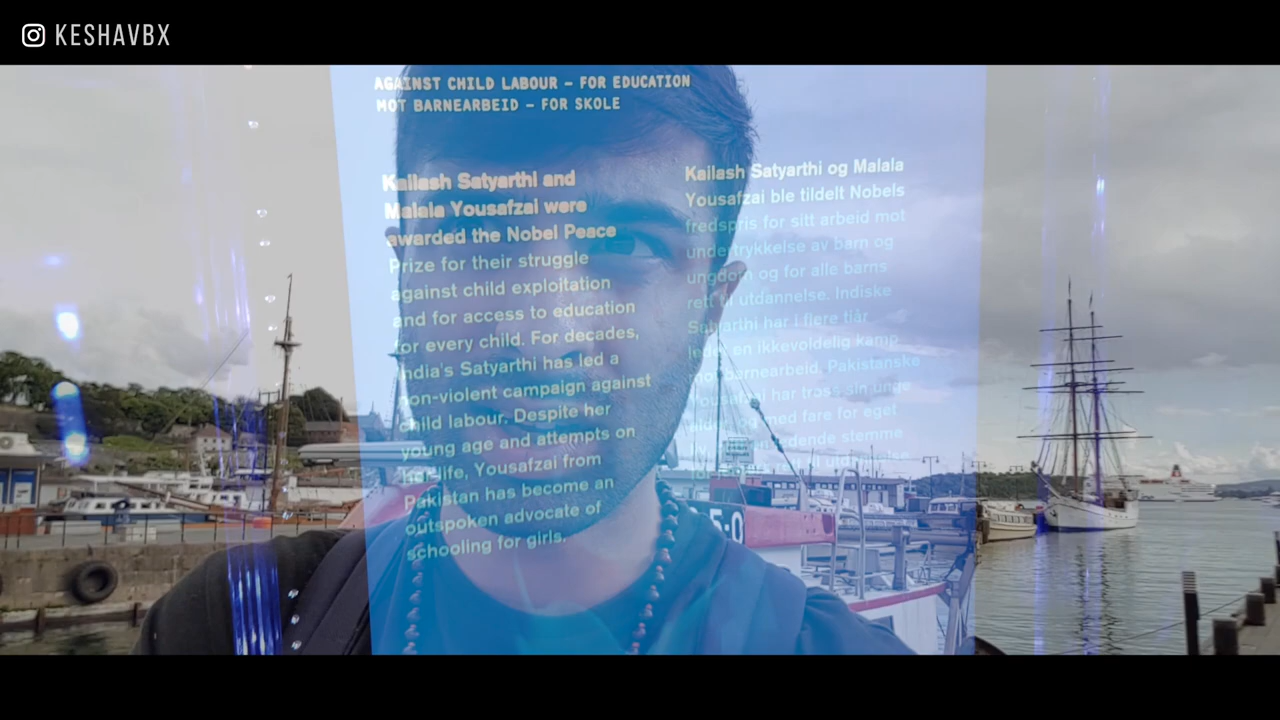 KESHAVBX
AGAINST CHILD LABOUR – FOR EDUCATION
MOT BARNEARBEID – FOR SKOLE
Kailash Satyarthi and
Malala Yousafzai were
awarded the Nobel Peace
Prize for their struggle
against child exploitation
and for access to education
for every child. For decades,
India's Satyarthi has led a
non-violent campaign against
child labour. Despite her
young age and attempts on
her life, Yousafzai from
Pakistan has become an
outspoken advocate of
schooling for girls.
Kailash Satyarthi og Malala
Yousafzai ble tildelt Nobels
fredspris for sitt arbeid mot
undertrykkelse av barn og
ungdom og for alle barns
rett til utdannelse. Indiske
Satyarthi har i flere tiår
ledet en ikkevoldelig kamp
mot barnearbeid. Pakistanske
Yousafzai har tross sin unge
alder og med fare for eget
stemme